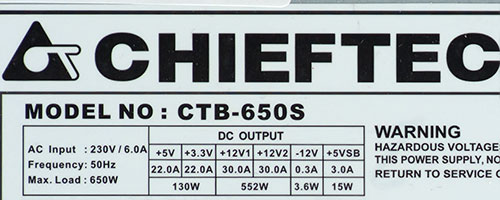 CHIEFTEC
MODEL NO : CTB-650S
DC OUTPUT
AC Input : 230V / 6.0A +5V +3.3V +12V1 +12V2 -12V +5VSB
Frequency: 50Hz 22.0A 22.0A 30.0A 30.0A 0.3A 3.0A
Max. Load : 650W 130W 552W 3.6W 15W
WARNING
HAZARDOUS VOLTAGE
THIS POWER SUPPLY, NO
RETURN TO SERVICE